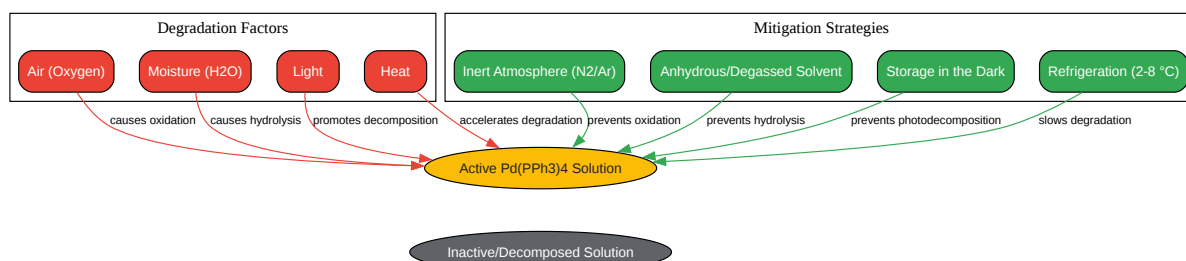 Degradation Factors
Mitigation Strategies
Air (Oxygen)
Moisture (H2O)
Light
Heat
Inert Atmosphere (N2/Ar)
Anhydrous/Degassed Solvent
Storage in the Dark
Refrigeration (2-8 °C)
causes oxidation
causes hydrolysis
promotes decomposition
accelerates degradation
prevents oxidation
prevents hydrolysis
prevents photodecomposition
slows degradation
Active Pd(PPh3)4 Solution
Inactive/Decomposed Solution